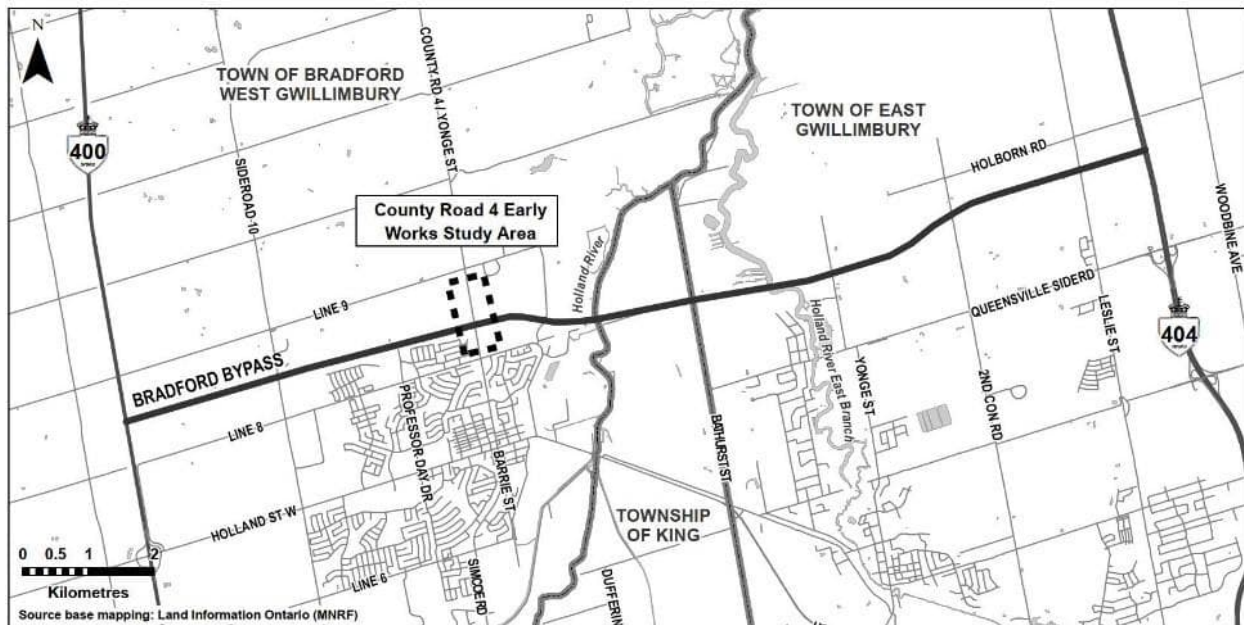 N
TOWN OF BRADFORD
WEST GWILLIMBURY
COUNTY RD 4 / YONGE ST
TOWN OF EAST
GWILLIMBURY
400
SIDEROAD 10
HOLBORN RD
WOODBINE AVE
County Road 4 Early
Works Study Area
Holland River
LINE 9
QUEENSVILLE SIDERD
LESLIE ST
404
BRADFORD BYPASS
Holland River East Branch
YONGE ST
2ND CON RD
LINE 8
PROFESSOR DAY DR
BARRIE ST
BATHURST ST
HOLLAND ST W
TOWNSHIP
OF KING
0 0.5 1 2
Kilometres
LINE 6
SIMCOERD
DUFFERIN
Source base mapping: Land Information Ontario (MNRF)